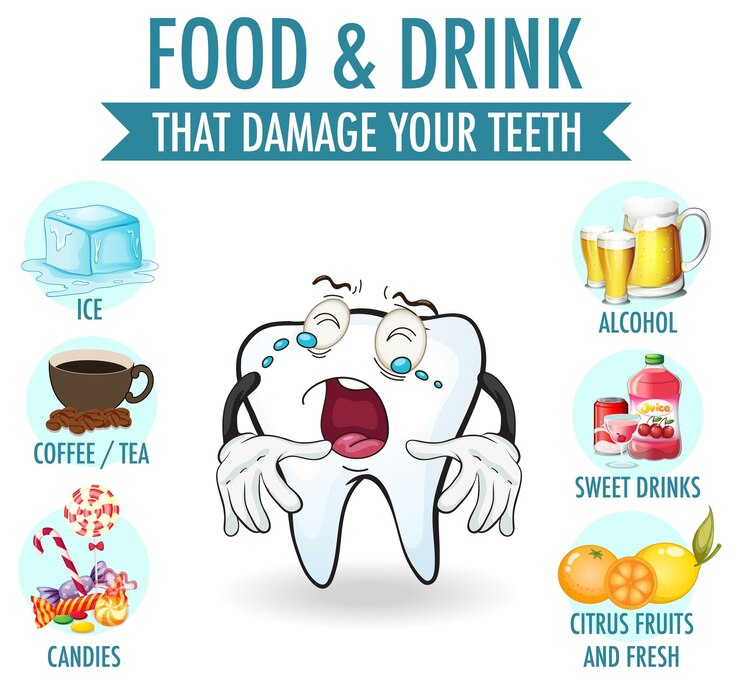 FOOD & DRINK
THAT DAMAGE YOUR TEETH
ICE
COFFEE / TEA
CANDIES
ALCOHOL
Juice
SWEET DRINKS
CITRUS FRUITS
AND FRESH